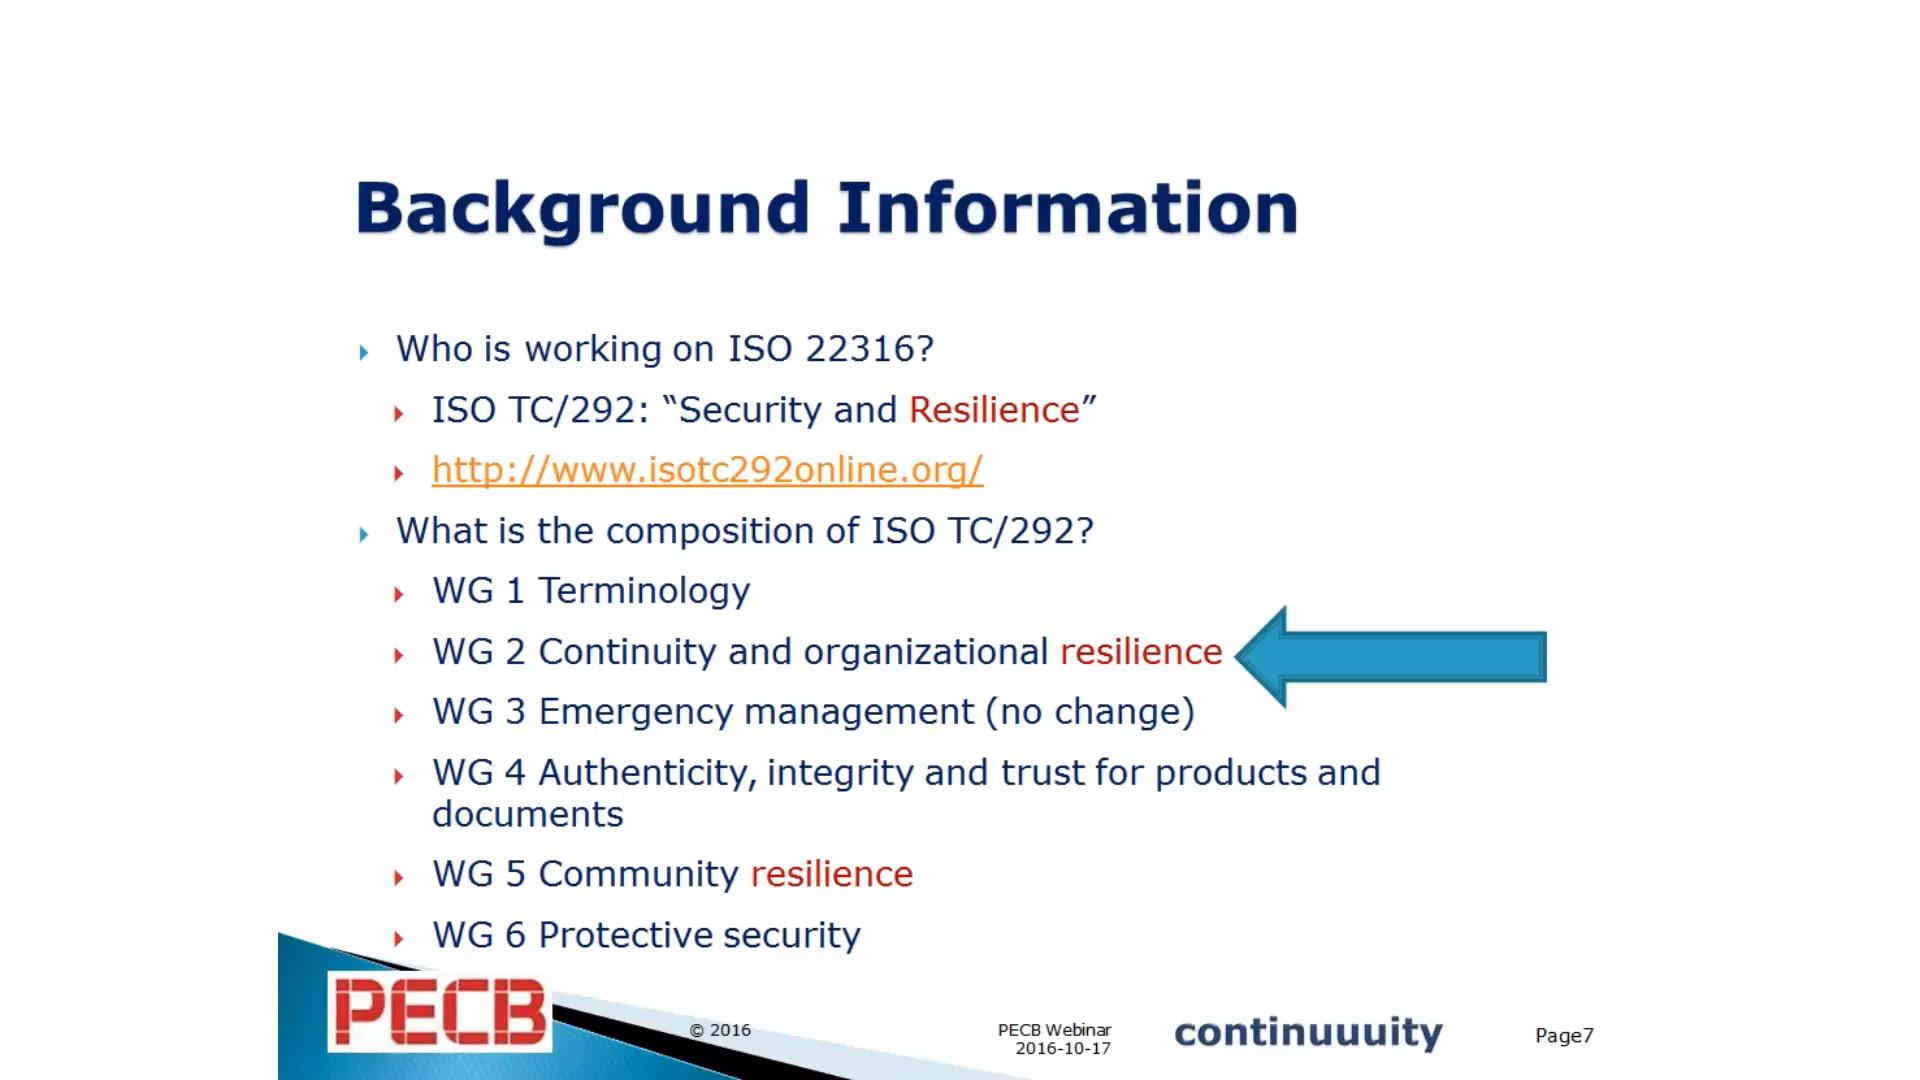 Background Information
Who is working on ISO 22316?
ISO TC/292: “Security and Resilience”
http://www.isotc292online.org/
What is the composition of ISO TC/292?
WG 1 Terminology
WG 2 Continuity and organizational resilience
WG 3 Emergency management (no change)
WG 4 Authenticity, integrity and trust for products and
documents
WG 5 Community resilience
WG 6 Protective security
PECB
© 2016
PECB Webinar
2016-10-17
continuuuity
Page7